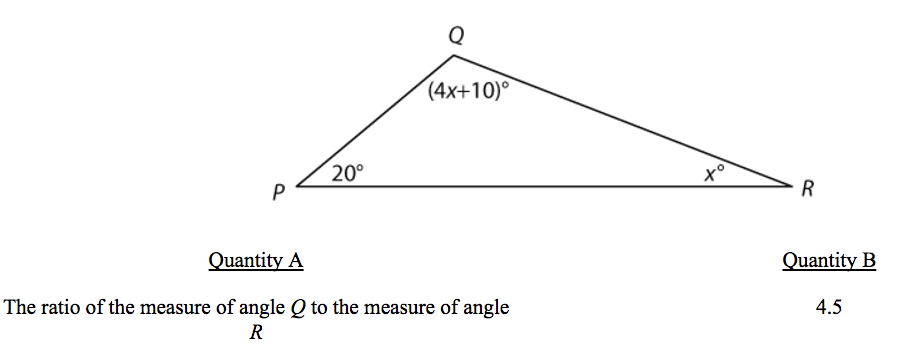 Q
(4x+10)°
20°
x°
P
R
Quantity A
Quantity B
The ratio of the measure of angle Q to the measure of angle
R
4.5